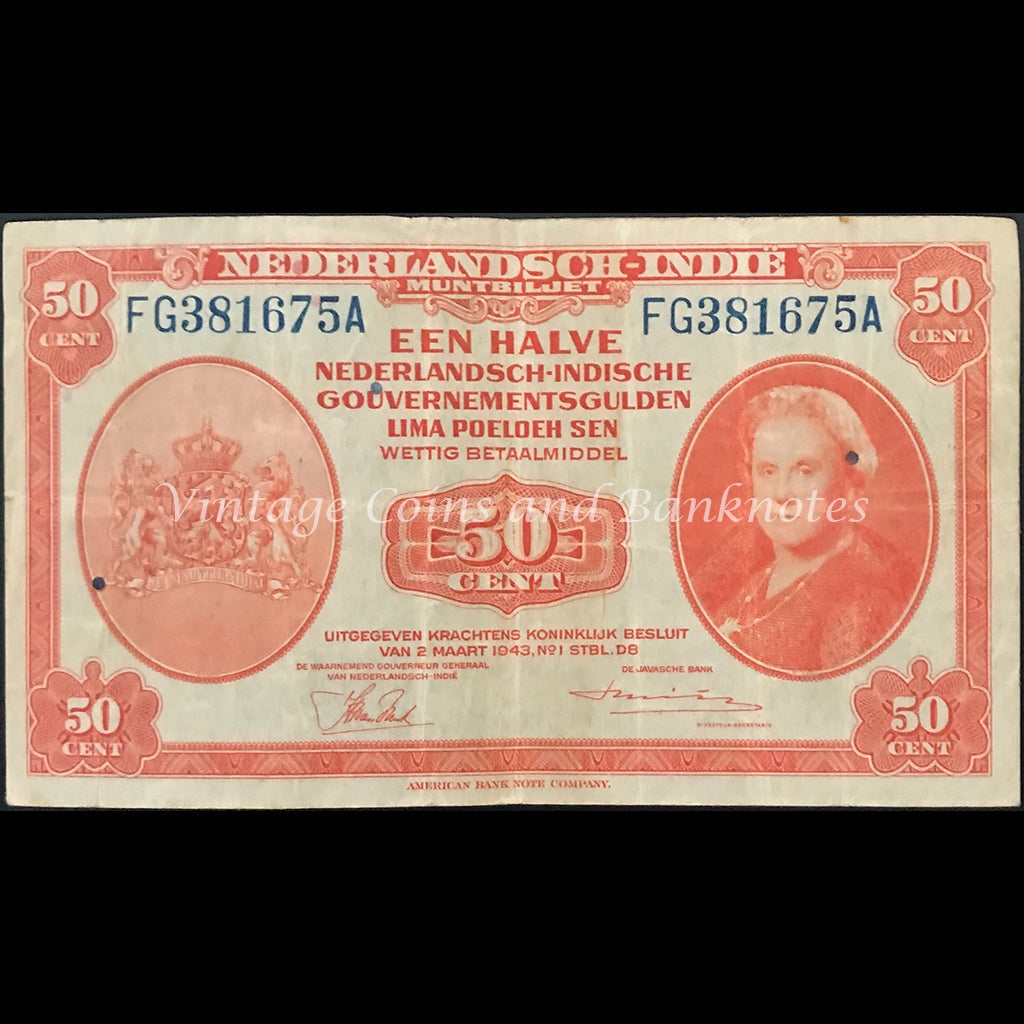 NEDERLANDSCH-INDIË
MUNTBILJET
50 CENT
50 CENT
FG381675A
FG381675A
EEN HALVE
NEDERLANDSCH-INDISCHE
GOUVERNEMENTSGULDEN
LIMA POELOEH SEN
WETTIG BETAALMIDDEL
Vintage Coins and Banknotes
50
CENT
UITGEGEVEN KRACHTENS KONINKLIJK BESLUIT
VAN 2 MAART 1943, No 1 STBL. D8
DE WAARNEMEND GOUVERNEUR GENERAAL
VAN NEDERLANDSCH-INDIË
DE JAVASCHE BANK
50 CENT
50 CENT
AMERICAN BANK NOTE COMPANY.